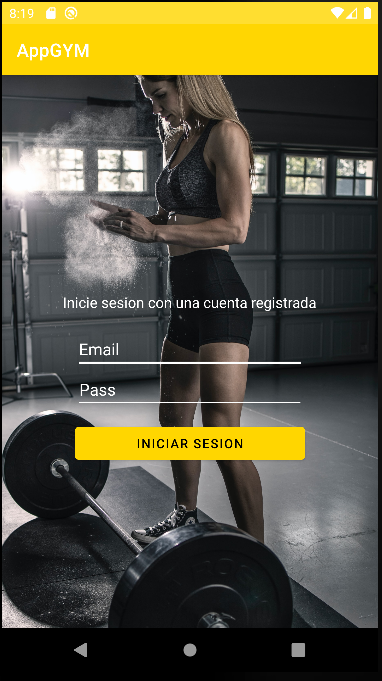 8:19
AppGYM
Inicie sesion con una cuenta registrada
Email
Pass
INICIAR SESION